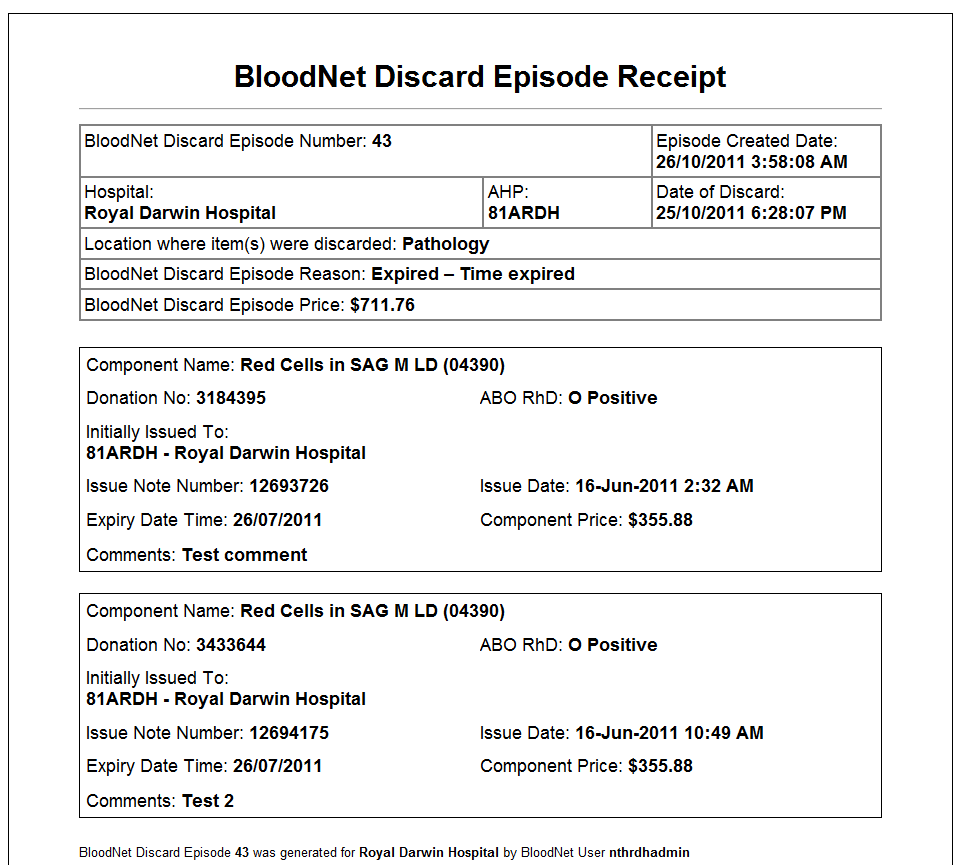 BloodNet Discard Episode Receipt
BloodNet Discard Episode Number: 43
Episode Created Date:
26/10/2011 3:58:08 AM
Hospital:
Royal Darwin Hospital
AHP:
81ARDH
Date of Discard:
25/10/2011 6:28:07 PM
Location where item(s) were discarded: Pathology
BloodNet Discard Episode Reason: Expired – Time expired
BloodNet Discard Episode Price: $711.76
Component Name: Red Cells in SAG M LD (04390)
Donation No: 3184395 ABO RhD: O Positive
Initially Issued To:
81ARDH - Royal Darwin Hospital
Issue Note Number: 12693726 Issue Date: 16-Jun-2011 2:32 AM
Expiry Date Time: 26/07/2011 Component Price: $355.88
Comments: Test comment
Component Name: Red Cells in SAG M LD (04390)
Donation No: 3433644 ABO RhD: O Positive
Initially Issued To:
81ARDH - Royal Darwin Hospital
Issue Note Number: 12694175 Issue Date: 16-Jun-2011 10:49 AM
Expiry Date Time: 26/07/2011 Component Price: $355.88
Comments: Test 2
BloodNet Discard Episode 43 was generated for Royal Darwin Hospital by BloodNet User nthrdhadmin